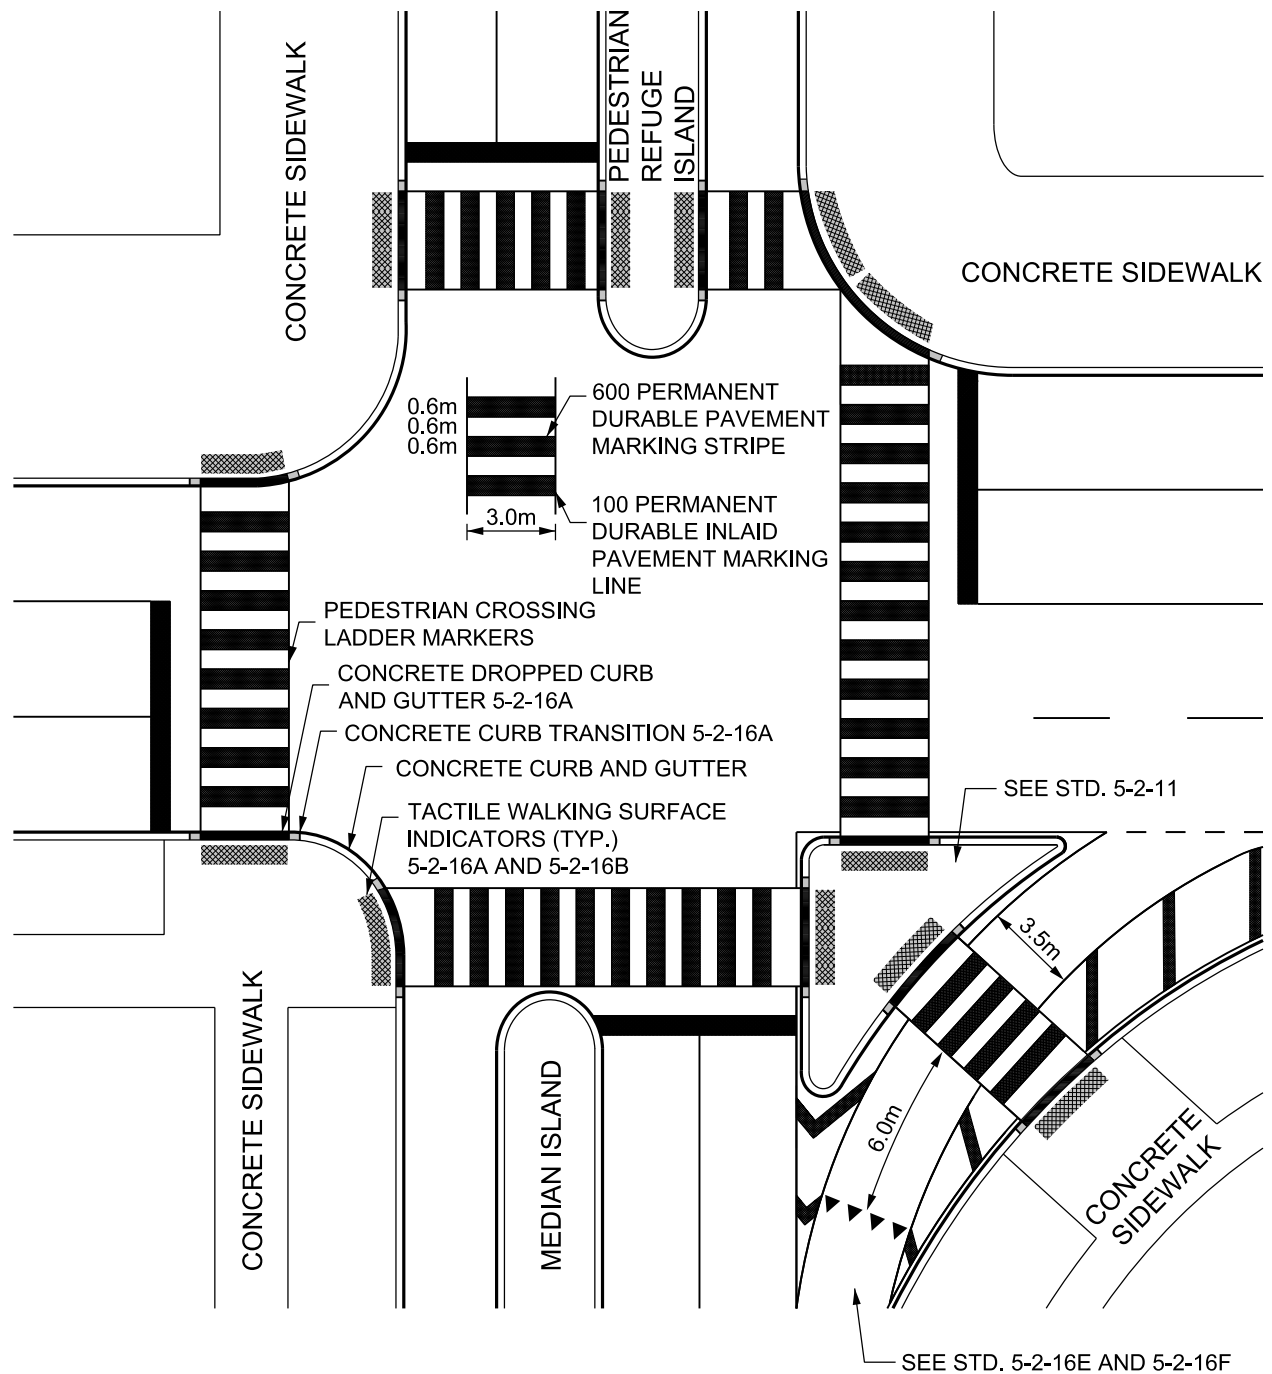 CONCRETE SIDEWALK
PEDESTRIAN
REFUGE
ISLAND
CONCRETE SIDEWALK
0.6m
0.6m
0.6m
3.0m
600 PERMANENT
DURABLE PAVEMENT
MARKING STRIPE
100 PERMANENT
DURABLE INLAID
PAVEMENT MARKING
LINE
PEDESTRIAN CROSSING
LADDER MARKERS
CONCRETE DROPPED CURB
AND GUTTER 5-2-16A
CONCRETE CURB TRANSITION 5-2-16A
CONCRETE CURB AND GUTTER
TACTILE WALKING SURFACE
INDICATORS (TYP.)
5-2-16A AND 5-2-16B
SEE STD. 5-2-11
3.5m
6.0m
CONCRETE SIDEWALK
MEDIAN ISLAND
CONCRETE
SIDEWALK
SEE STD. 5-2-16E AND 5-2-16F